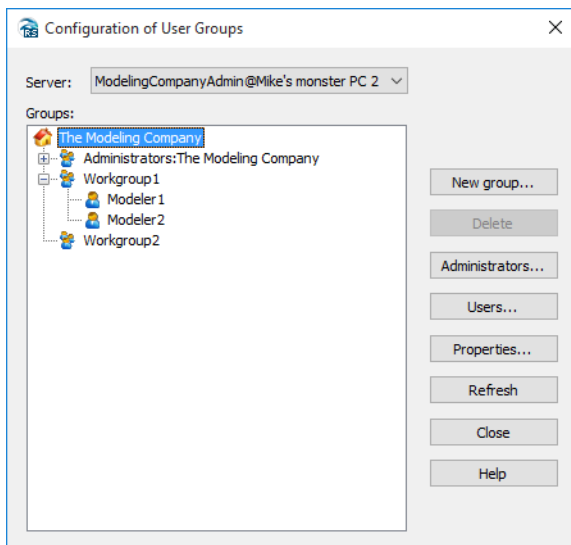 TRS Configuration of User Groups
Server: ModelingCompanyAdmin@Mike's monster PC 2
Groups:
The Modeling Company
Administrators:The Modeling Company
Workgroup1
Modeler1
Modeler2
Workgroup2
New group...
Delete
Administrators...
Users...
Properties...
Refresh
Close
Help